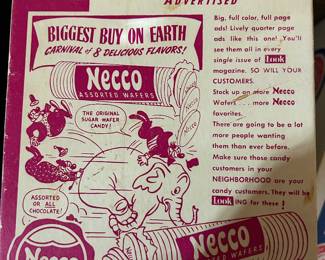 ADVERTISED
BIGGEST BUY ON EARTH
CARNIVAL of 8 DELICIOUS FLAVORS!
Necco
ASSORTED WAFERS
THE ORIGINAL
SUGAR WAFER
CANDY!
ASSORTED
OR ALL
CHOCOLATE!
NECCO
Necco
WAFERS
Big, full color, full page
ads! Lively quarter page
ads like this one! You'll
see them all in every
single issue of Look
magazine. SO WILL YOUR
CUSTOMERS.
Stock up on more Necco
Wafers . . . more Necco
favorites.
There are going to be a lot
more people wanting
them than ever before.
Make sure those candy
customers in your
NEIGHBORHOOD are your
candy customers. They will be
Look ING for these !